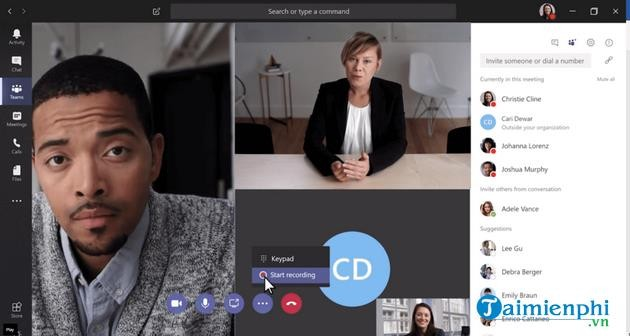 Search or type a command
Activity
Chat
Teams
Meetings
Calls
Files
Store
Play
Keypad
Start recording
CD
Invite someone or dial a number
Currently in this meeting
Mute all
Christie Cline
CD
Cari Dewar
Outside your organization
Johanna Lorenz
Joshua Murphy
Invite others from conversation
Adele Vance
Suggestions
Lee Gu
Debra Berger
Emily Braun
Enrico Cattaneo
Taimienphi
.vn